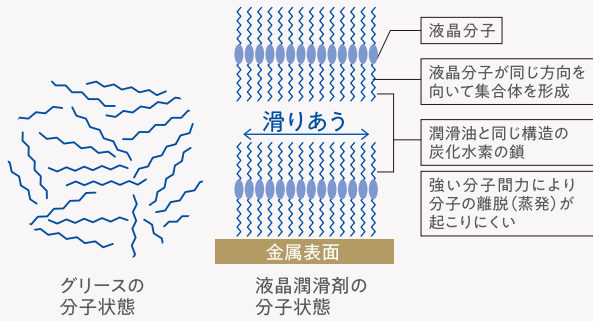 液晶分子
液晶分子が同じ方向を
向いて集合体を形成
滑りあう
潤滑油と同じ構造の
炭化水素の鎖
強い分子間力により
分子の離脱（蒸発）が
起こりにくい
金属表面
グリースの
分子状態
液晶潤滑剤の
分子状態